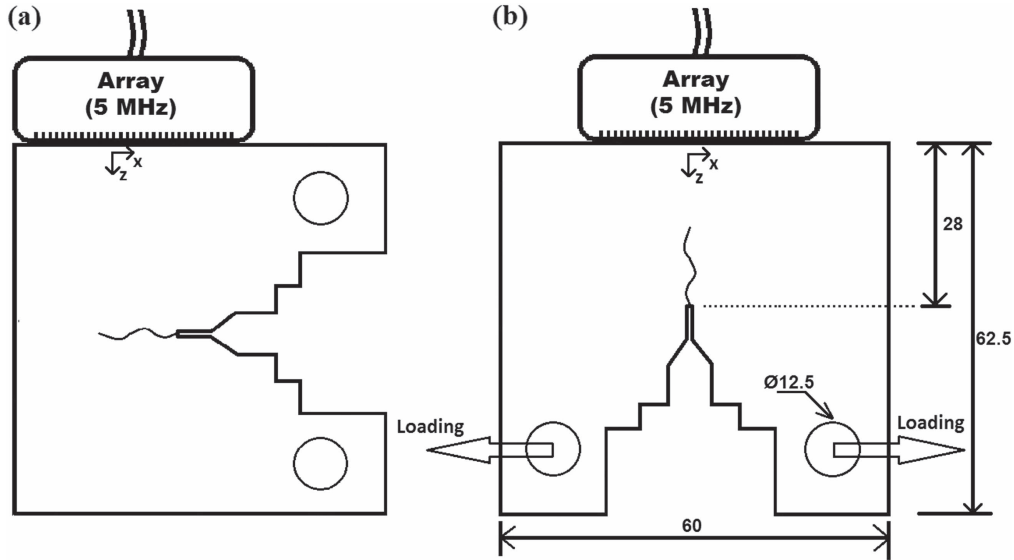 (a)
Array
(5 MHz)
x
z
(b)
Array
(5 MHz)
x
z
28
62.5
Ø12.5
Loading
Loading
60